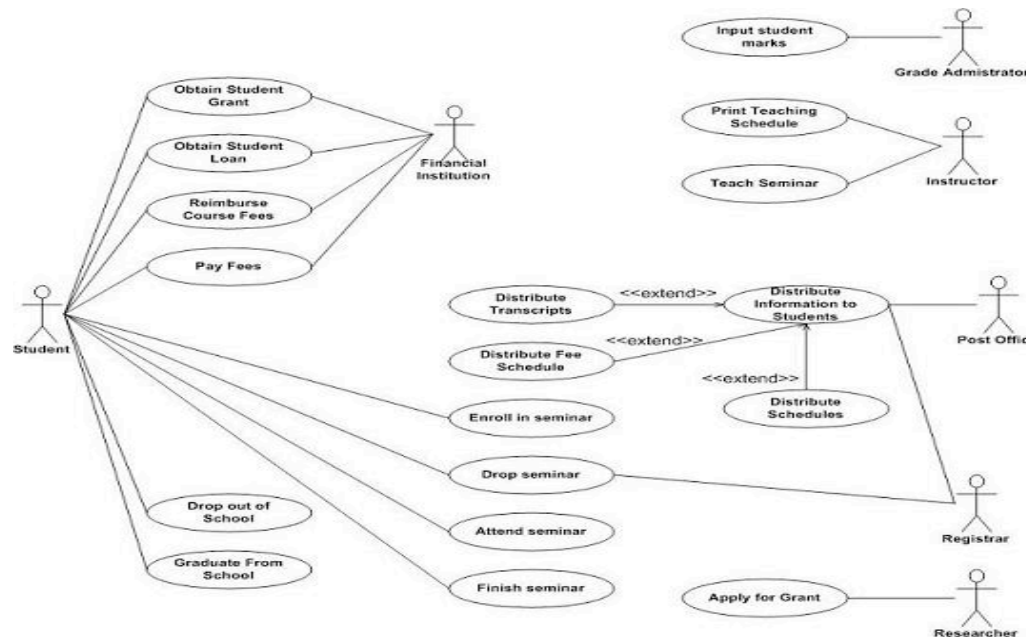 Input student
marks
Grade Admistrator
Obtain Student
Grant
Print Teaching
Schedule
Financial
Institution
Obtain Student
Loan
Teach Seminar
Instructor
Reimburse
Course Fees
Pay Fees
Student
Distribute
Transcripts
<<extend>>
Distribute
Information to
Students
Post Offic
Distribute Fee
Schedule
<<extend>>
<<extend>>
Distribute
Schedules
Enroll in seminar
Drop seminar
Registrar
Drop out of
School
Attend seminar
Graduate From
School
Finish seminar
Apply for Grant
Researcher